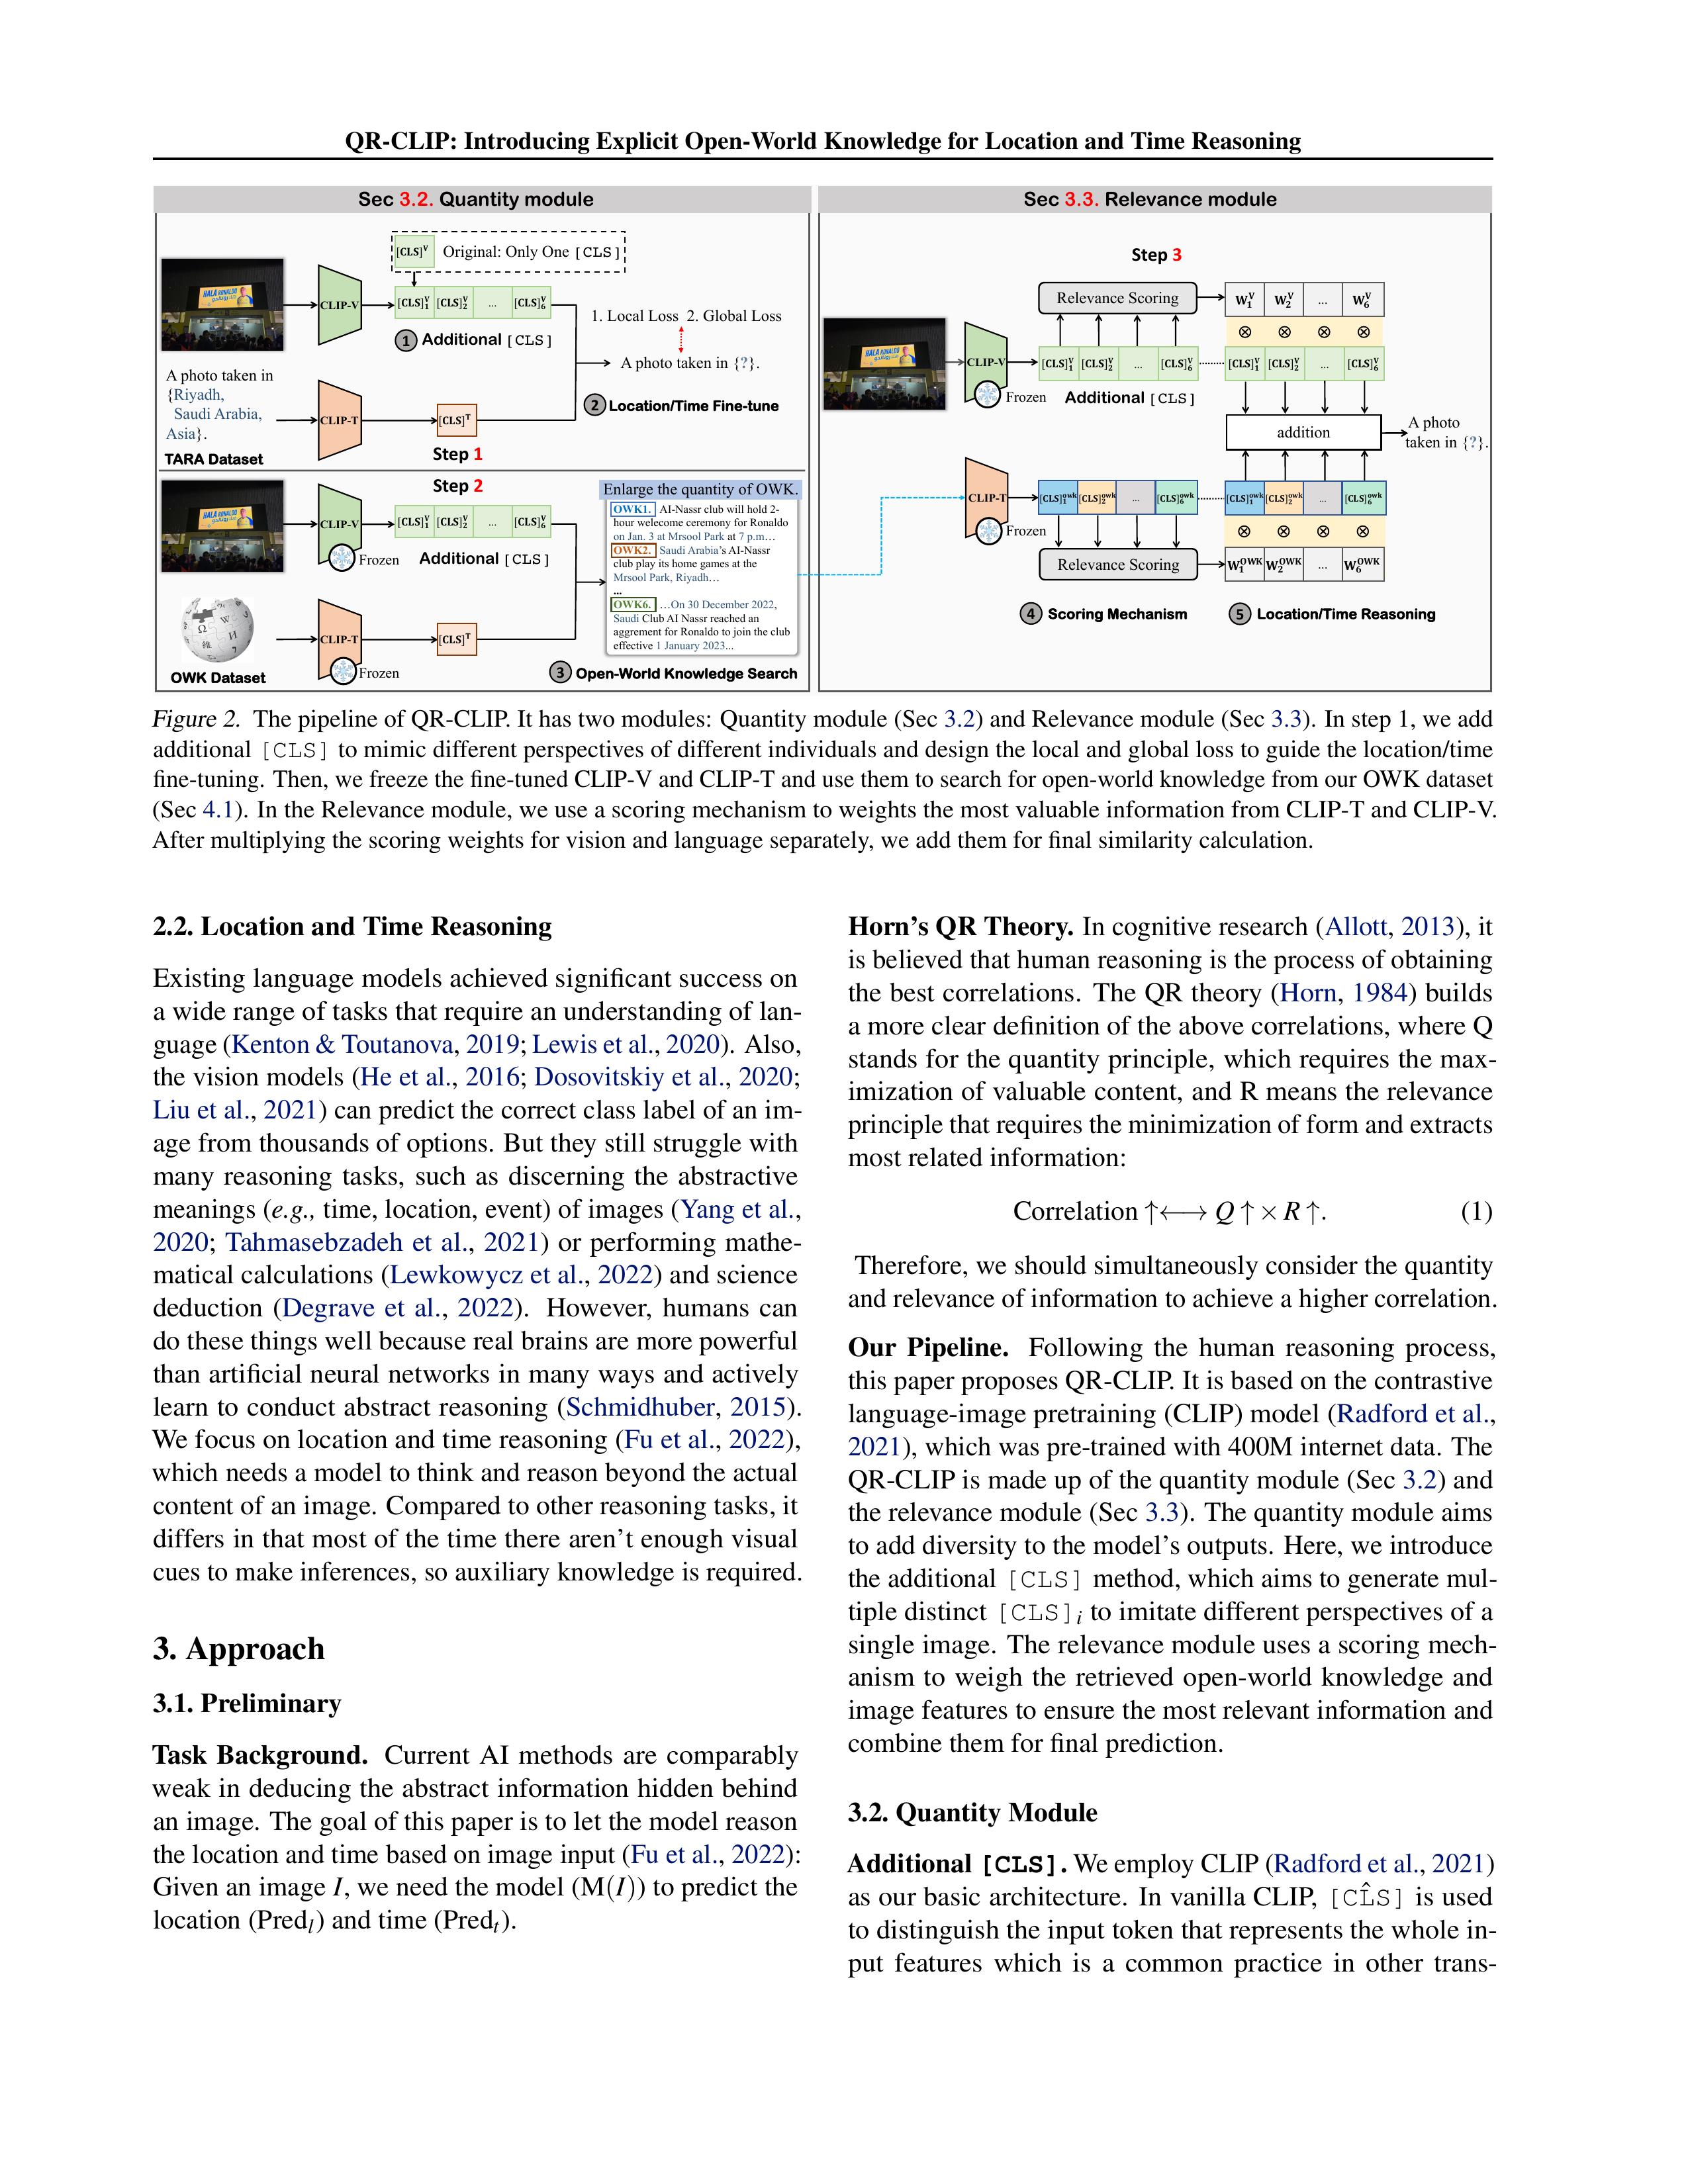 QR-CLIP: Introducing Explicit Open-World Knowledge for Location and Time Reasoning
Sec 3.2. Quantity module
[CLS]^V Original: Only One [CLS]
HALA RONALDO
CLIP-V
[CLS]_1^V [CLS]_2^V ... [CLS]_6^V
1 Additional [CLS]
1. Local Loss 2. Global Loss
A photo taken in {?}.
2 Location/Time Fine-tune
A photo taken in
{Riyadh,
Saudi Arabia,
Asia}.
TARA Dataset
CLIP-T
[CLS]^T
Step 1
Step 2
HALA RONALDO
CLIP-V
Frozen
[CLS]_1^V [CLS]_2^V ... [CLS]_6^V
Additional [CLS]
OWK Dataset
CLIP-T
Frozen
[CLS]^T
Enlarge the quantity of OWK.
OWK1. AI-Nassr club will hold 2-
hour welecome ceremony for Ronaldo
on Jan. 3 at Mrsool Park at 7 p.m…
OWK2. Saudi Arabia's AI-Nassr
club play its home games at the
Mrsool Park, Riyadh…
...
OWK6. …On 30 December 2022,
Saudi Club AI Nassr reached an
aggrement for Ronaldo to join the club
effective 1 January 2023...
3 Open-World Knowledge Search
Sec 3.3. Relevance module
Step 3
HALA RONALDO
CLIP-V
Frozen
Relevance Scoring
W_1^V W_2^V ... W_6^V
⊗ ⊗ ⊗ ⊗
[CLS]_1^V [CLS]_2^V ... [CLS]_6^V [CLS]_1^V [CLS]_2^V ... [CLS]_6^V
Additional [CLS]
addition
A photo
taken in {?}.
CLIP-T
Frozen
[CLS]_1^owk [CLS]_2^owk ... [CLS]_6^owk [CLS]_1^owk [CLS]_2^owk ... [CLS]_6^owk
⊗ ⊗ ⊗ ⊗
Relevance Scoring
W_1^OWK W_2^OWK ... W_6^OWK
4 Scoring Mechanism
5 Location/Time Reasoning
Figure 2. The pipeline of QR-CLIP. It has two modules: Quantity module (Sec 3.2) and Relevance module (Sec 3.3). In step 1, we add
additional [CLS] to mimic different perspectives of different individuals and design the local and global loss to guide the location/time
fine-tuning. Then, we freeze the fine-tuned CLIP-V and CLIP-T and use them to search for open-world knowledge from our OWK dataset
(Sec 4.1). In the Relevance module, we use a scoring mechanism to weights the most valuable information from CLIP-T and CLIP-V.
After multiplying the scoring weights for vision and language separately, we add them for final similarity calculation.
2.2. Location and Time Reasoning
Existing language models achieved significant success on
a wide range of tasks that require an understanding of lan-
guage (Kenton & Toutanova, 2019; Lewis et al., 2020). Also,
the vision models (He et al., 2016; Dosovitskiy et al., 2020;
Liu et al., 2021) can predict the correct class label of an im-
age from thousands of options. But they still struggle with
many reasoning tasks, such as discerning the abstractive
meanings (e.g., time, location, event) of images (Yang et al.,
2020; Tahmasebzadeh et al., 2021) or performing mathe-
matical calculations (Lewkowycz et al., 2022) and science
deduction (Degrave et al., 2022). However, humans can
do these things well because real brains are more powerful
than artificial neural networks in many ways and actively
learn to conduct abstract reasoning (Schmidhuber, 2015).
We focus on location and time reasoning (Fu et al., 2022),
which needs a model to think and reason beyond the actual
content of an image. Compared to other reasoning tasks, it
differs in that most of the time there aren't enough visual
cues to make inferences, so auxiliary knowledge is required.
3. Approach
3.1. Preliminary
Task Background. Current AI methods are comparably
weak in deducing the abstract information hidden behind
an image. The goal of this paper is to let the model reason
the location and time based on image input (Fu et al., 2022):
Given an image I, we need the model (M(I)) to predict the
location (Pred_l) and time (Pred_t).
Horn's QR Theory. In cognitive research (Allott, 2013), it
is believed that human reasoning is the process of obtaining
the best correlations. The QR theory (Horn, 1984) builds
a more clear definition of the above correlations, where Q
stands for the quantity principle, which requires the max-
imization of valuable content, and R means the relevance
principle that requires the minimization of form and extracts
most related information:
Correlation ↑⟷ Q ↑ × R ↑. (1)
Therefore, we should simultaneously consider the quantity
and relevance of information to achieve a higher correlation.
Our Pipeline. Following the human reasoning process,
this paper proposes QR-CLIP. It is based on the contrastive
language-image pretraining (CLIP) model (Radford et al.,
2021), which was pre-trained with 400M internet data. The
QR-CLIP is made up of the quantity module (Sec 3.2) and
the relevance module (Sec 3.3). The quantity module aims
to add diversity to the model's outputs. Here, we introduce
the additional [CLS] method, which aims to generate mul-
tiple distinct [CLS]_i to imitate different perspectives of a
single image. The relevance module uses a scoring mech-
anism to weigh the retrieved open-world knowledge and
image features to ensure the most relevant information and
combine them for final prediction.
3.2. Quantity Module
Additional [CLS]. We employ CLIP (Radford et al., 2021)
as our basic architecture. In vanilla CLIP, [CL̂S] is used
to distinguish the input token that represents the whole in-
put features which is a common practice in other trans-